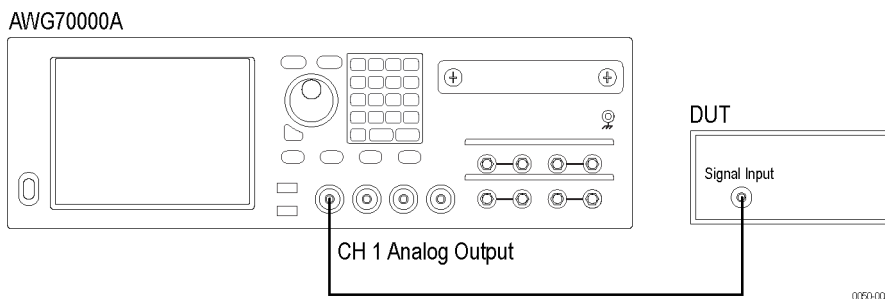 AWG70000A
DUT
Signal Input
CH 1 Analog Output
0050-00